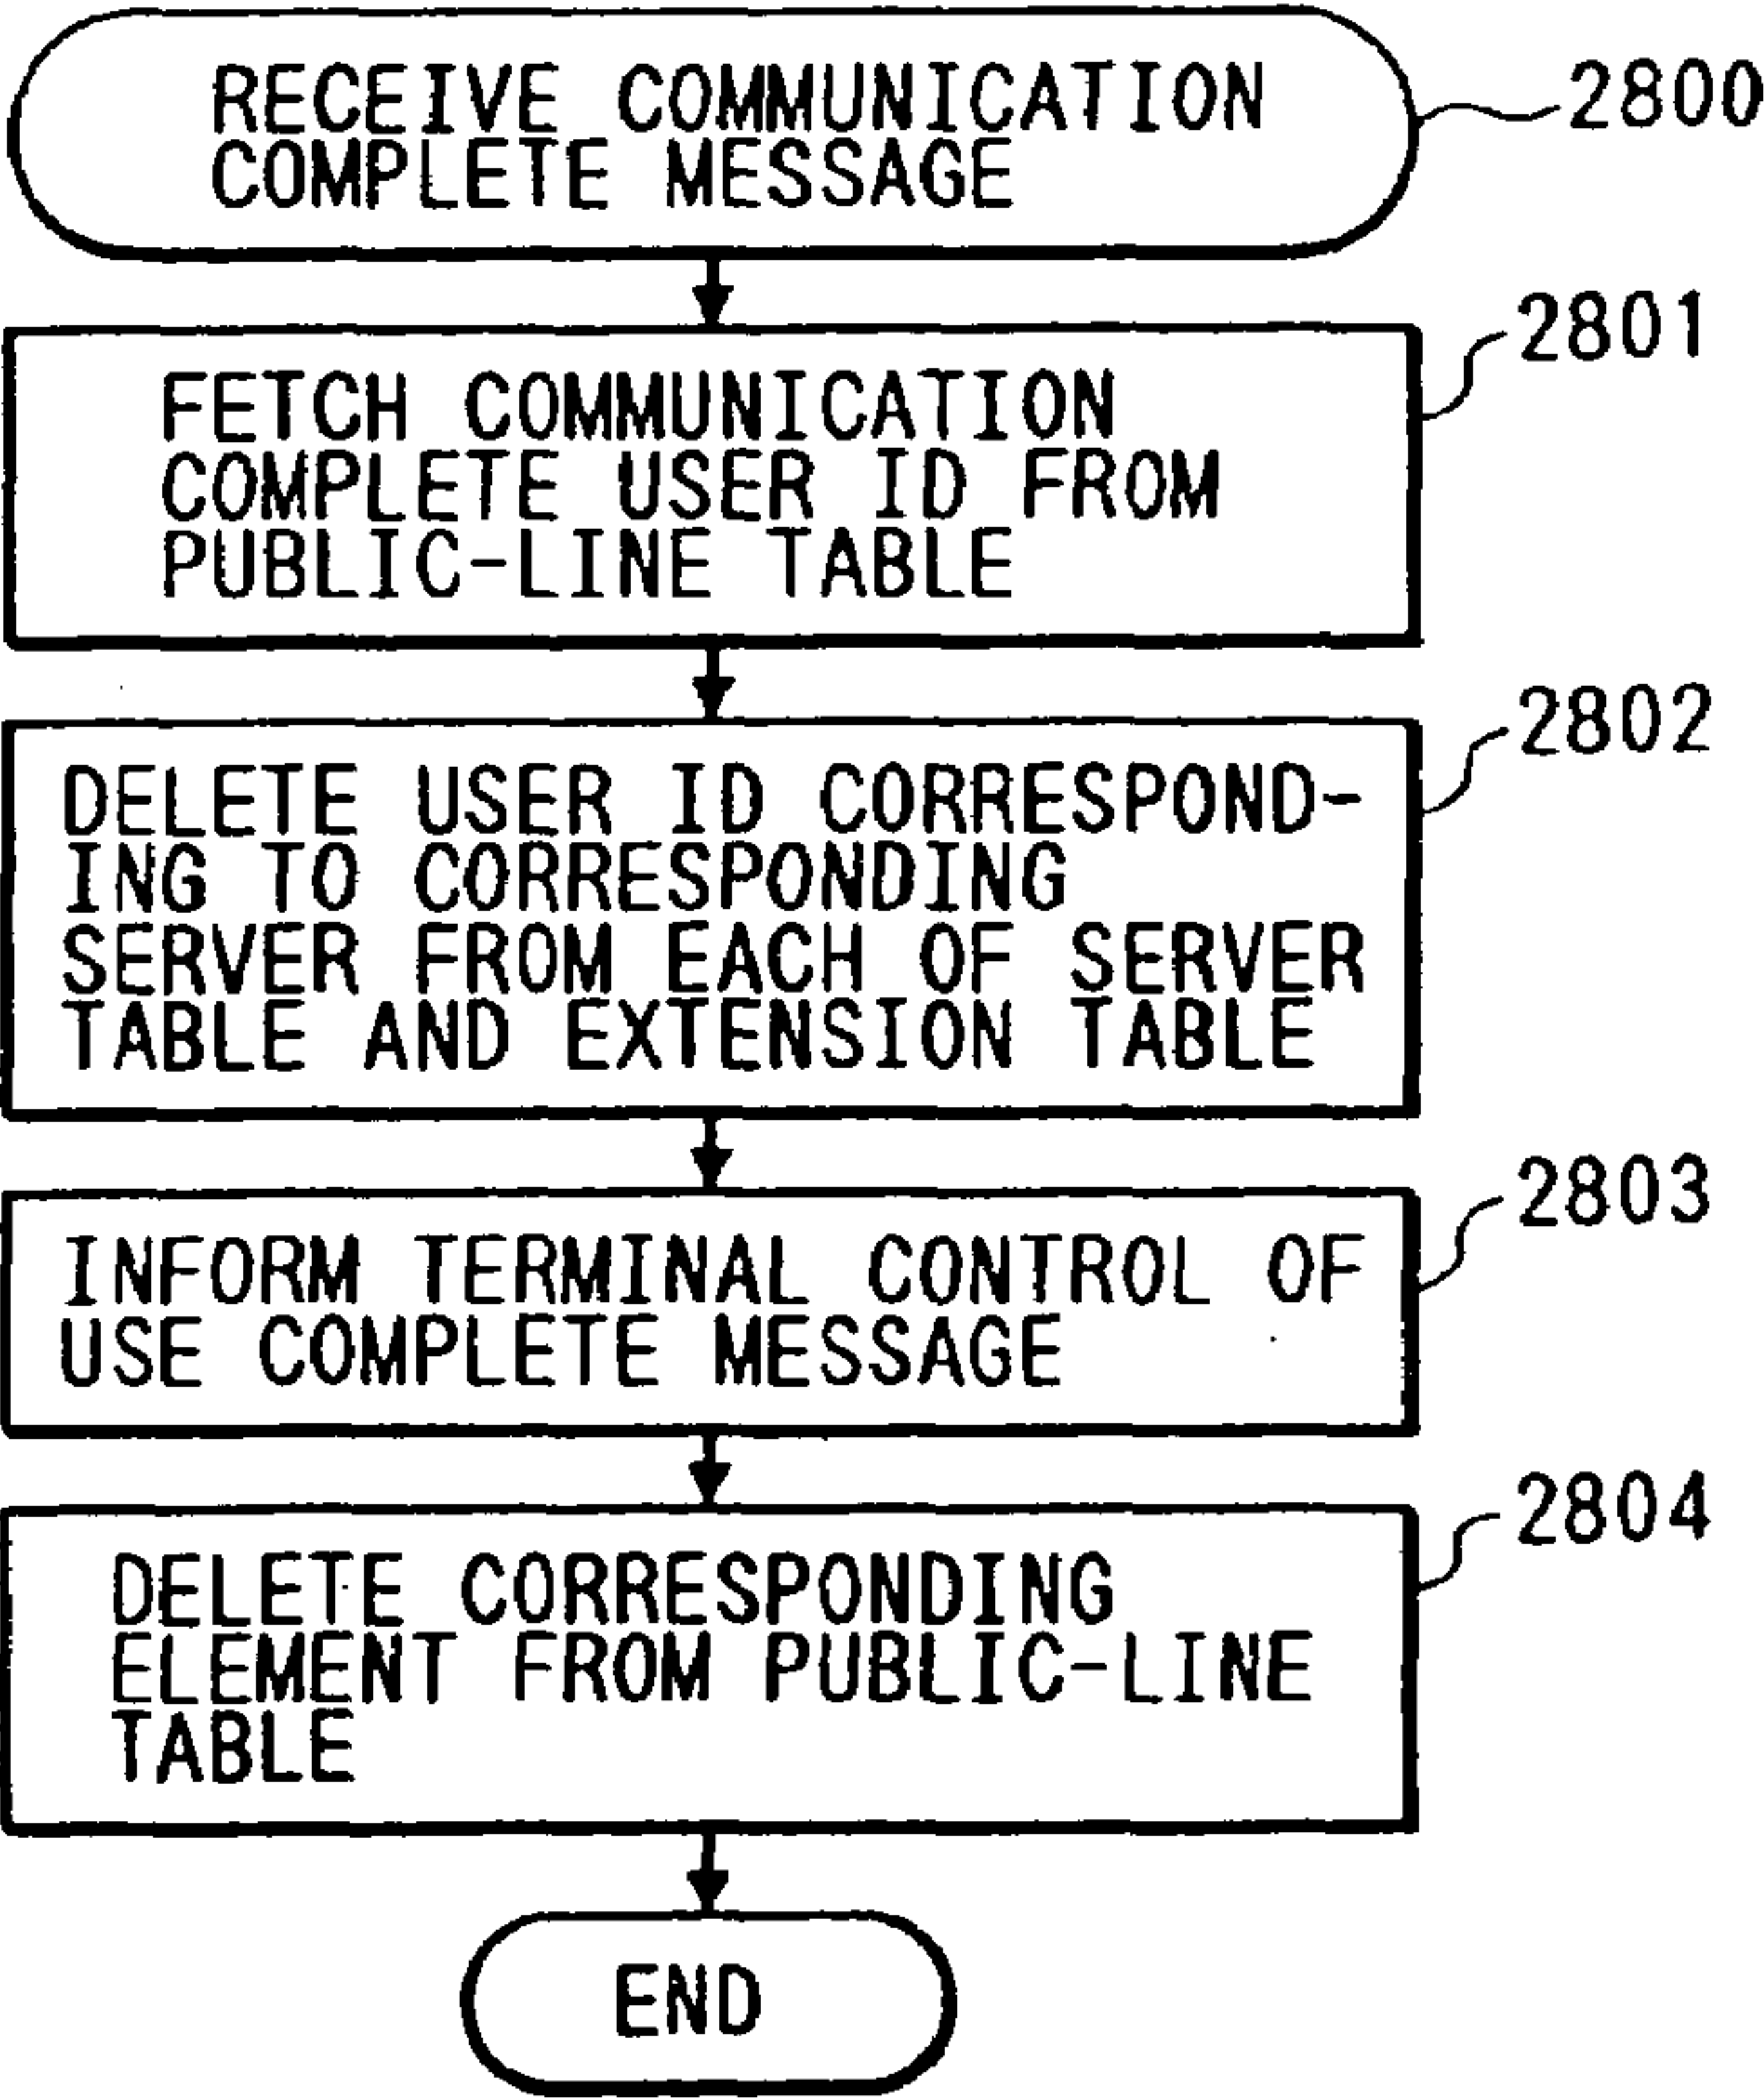 RECEIVE COMMUNICATION
COMPLETE MESSAGE
2800
2801
FETCH COMMUNICATION
COMPLETE USER ID FROM
PUBLIC-LINE TABLE
2802
DELETE USER ID CORRESPOND-
ING TO CORRESPONDING
SERVER FROM EACH OF SERVER
TABLE AND EXTENSION TABLE
2803
INFORM TERMINAL CONTROL OF
USE COMPLETE MESSAGE
2804
DELETE CORRESPONDING
ELEMENT FROM PUBLIC-LINE
TABLE
END